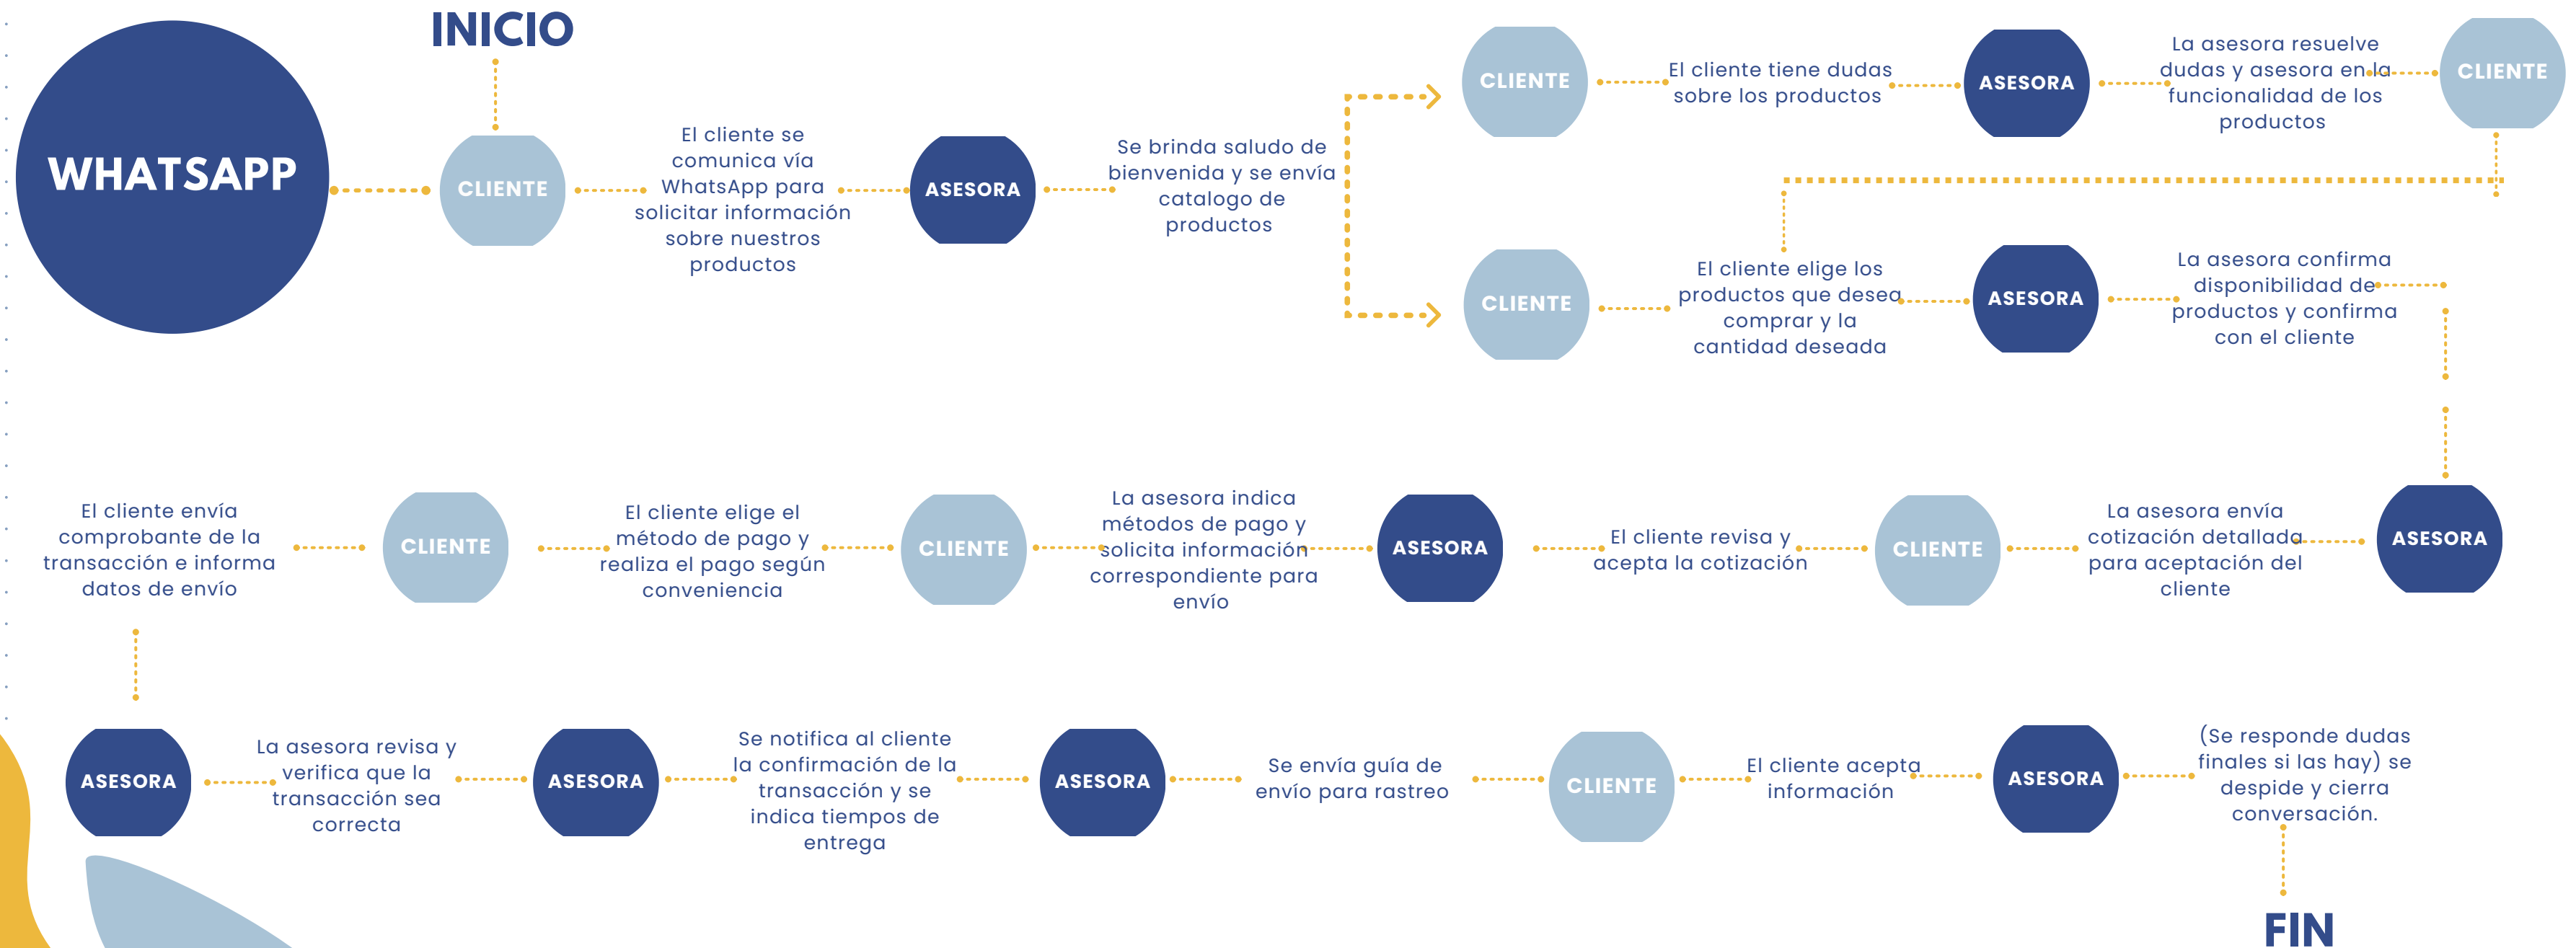 INICIO
WHATSAPP
CLIENTE
El cliente se
comunica vía
WhatsApp para
solicitar información
sobre nuestros
productos
ASESORA
Se brinda saludo de
bienvenida y se envía
catalogo de
productos
CLIENTE
El cliente tiene dudas
sobre los productos
ASESORA
La asesora resuelve
dudas y asesora en la
funcionalidad de los
productos
CLIENTE
CLIENTE
El cliente elige los
productos que desea
comprar y la
cantidad deseada
ASESORA
La asesora confirma
disponibilidad de
productos y confirma
con el cliente
ASESORA
La asesora envía
cotización detallada
para aceptación del
cliente
CLIENTE
El cliente revisa y
acepta la cotización
ASESORA
La asesora indica
métodos de pago y
solicita información
correspondiente para
envío
CLIENTE
El cliente elige el
método de pago y
realiza el pago según
conveniencia
CLIENTE
El cliente envía
comprobante de la
transacción e informa
datos de envío
ASESORA
La asesora revisa y
verifica que la
transacción sea
correcta
ASESORA
Se notifica al cliente
la confirmación de la
transacción y se
indica tiempos de
entrega
ASESORA
Se envía guía de
envío para rastreo
CLIENTE
El cliente acepta
información
ASESORA
(Se responde dudas
finales si las hay) se
despide y cierra
conversación.
FIN